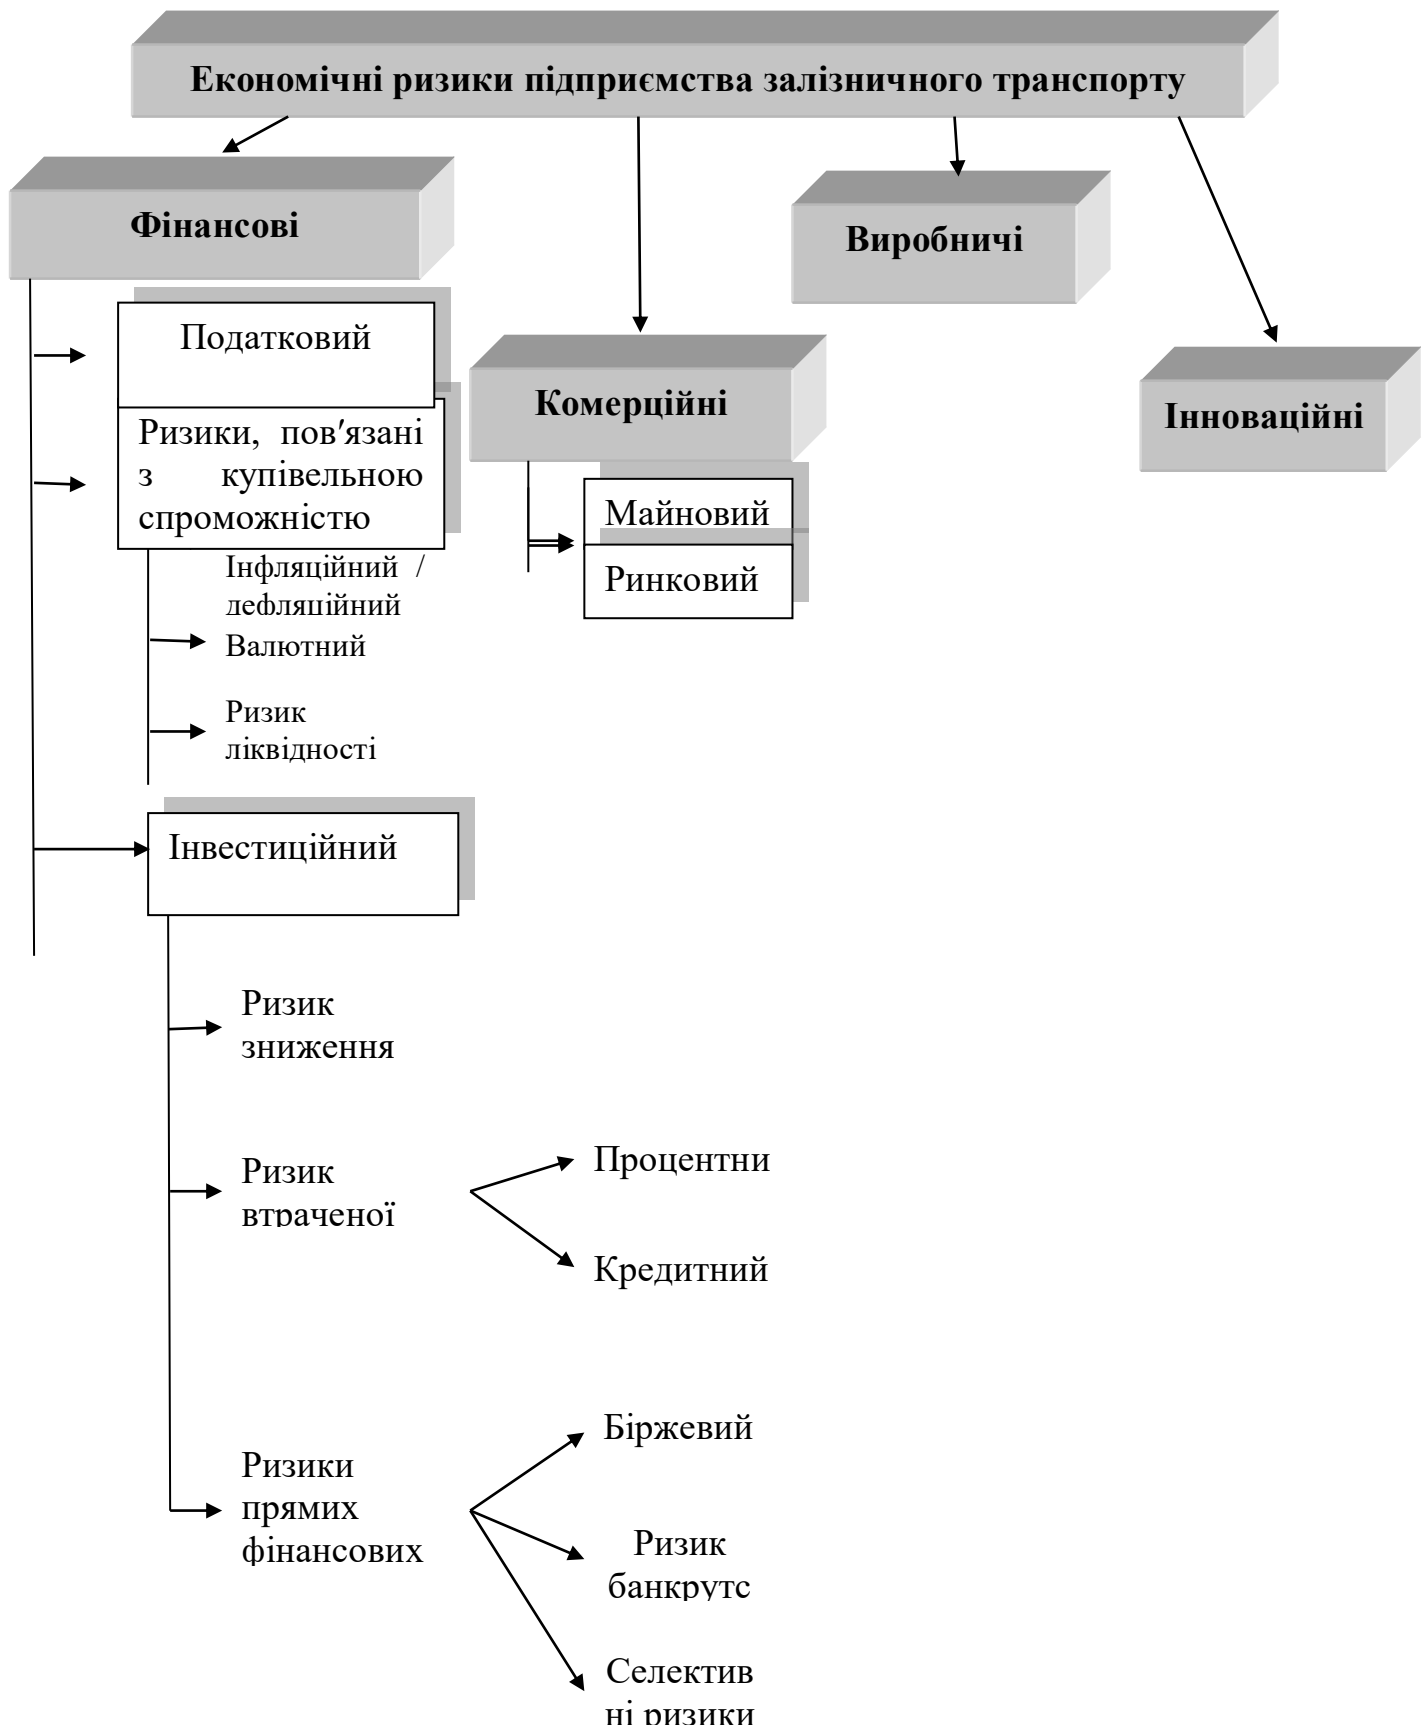 Економічні ризики підприємства залізничного транспорту
Фінансові
Виробничі
Комерційні
Інноваційні
Податковий
Ризики, пов'язані
з купівельною
спроможністю
Інфляційний /
дефляційний
Валютний
Ризик
ліквідності
Майновий
Ринковий
Інвестиційний
Ризик
зниження
Ризик
втраченої
Процентни
Кредитний
Ризики
прямих
фінансових
Біржевий
Ризик
банкрутс
Селектив
ні ризики